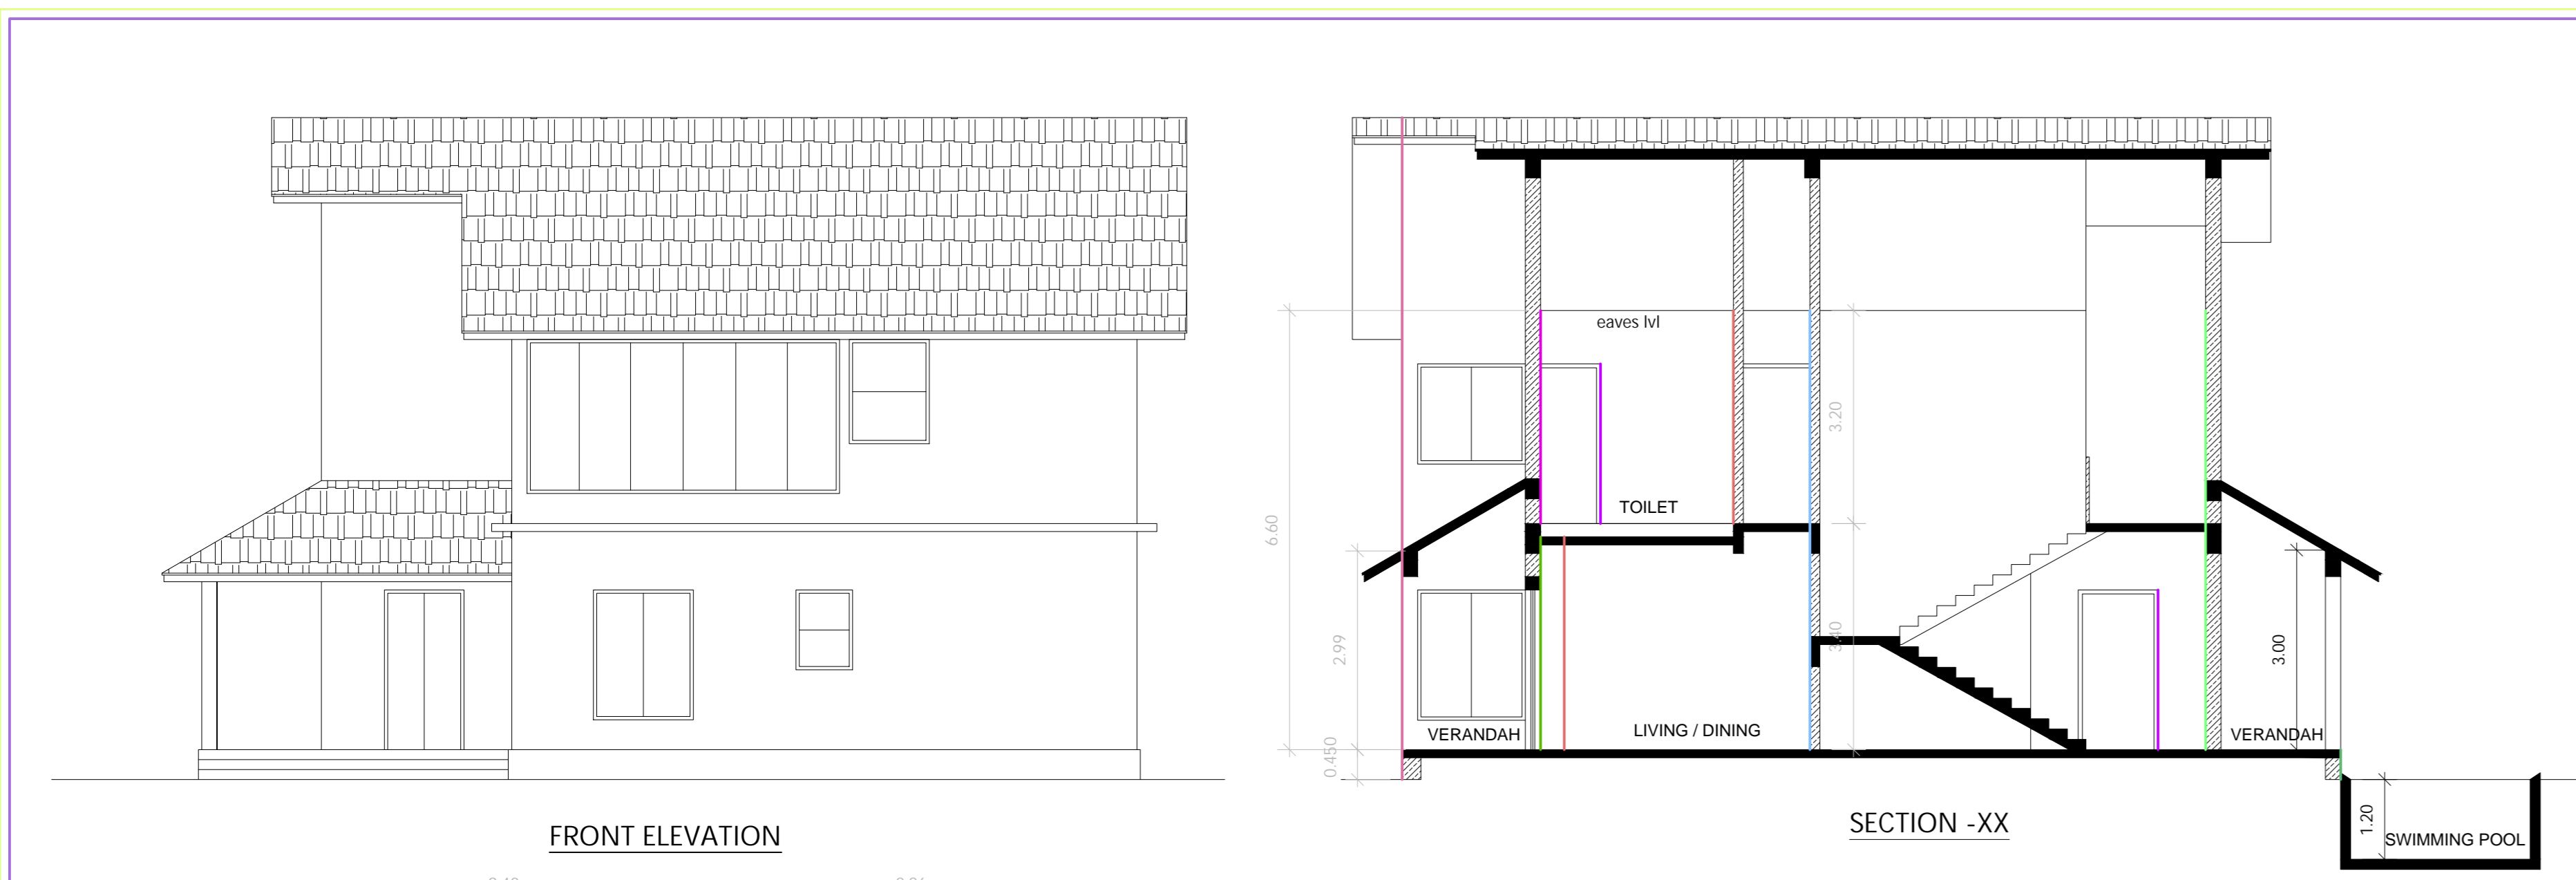 eaves lvl
3.20
TOILET
6.60
2.99
3.40
3.00
VERANDAH
LIVING / DINING
VERANDAH
0.450
FRONT ELEVATION
SECTION -XX
1.20
SWIMMING POOL